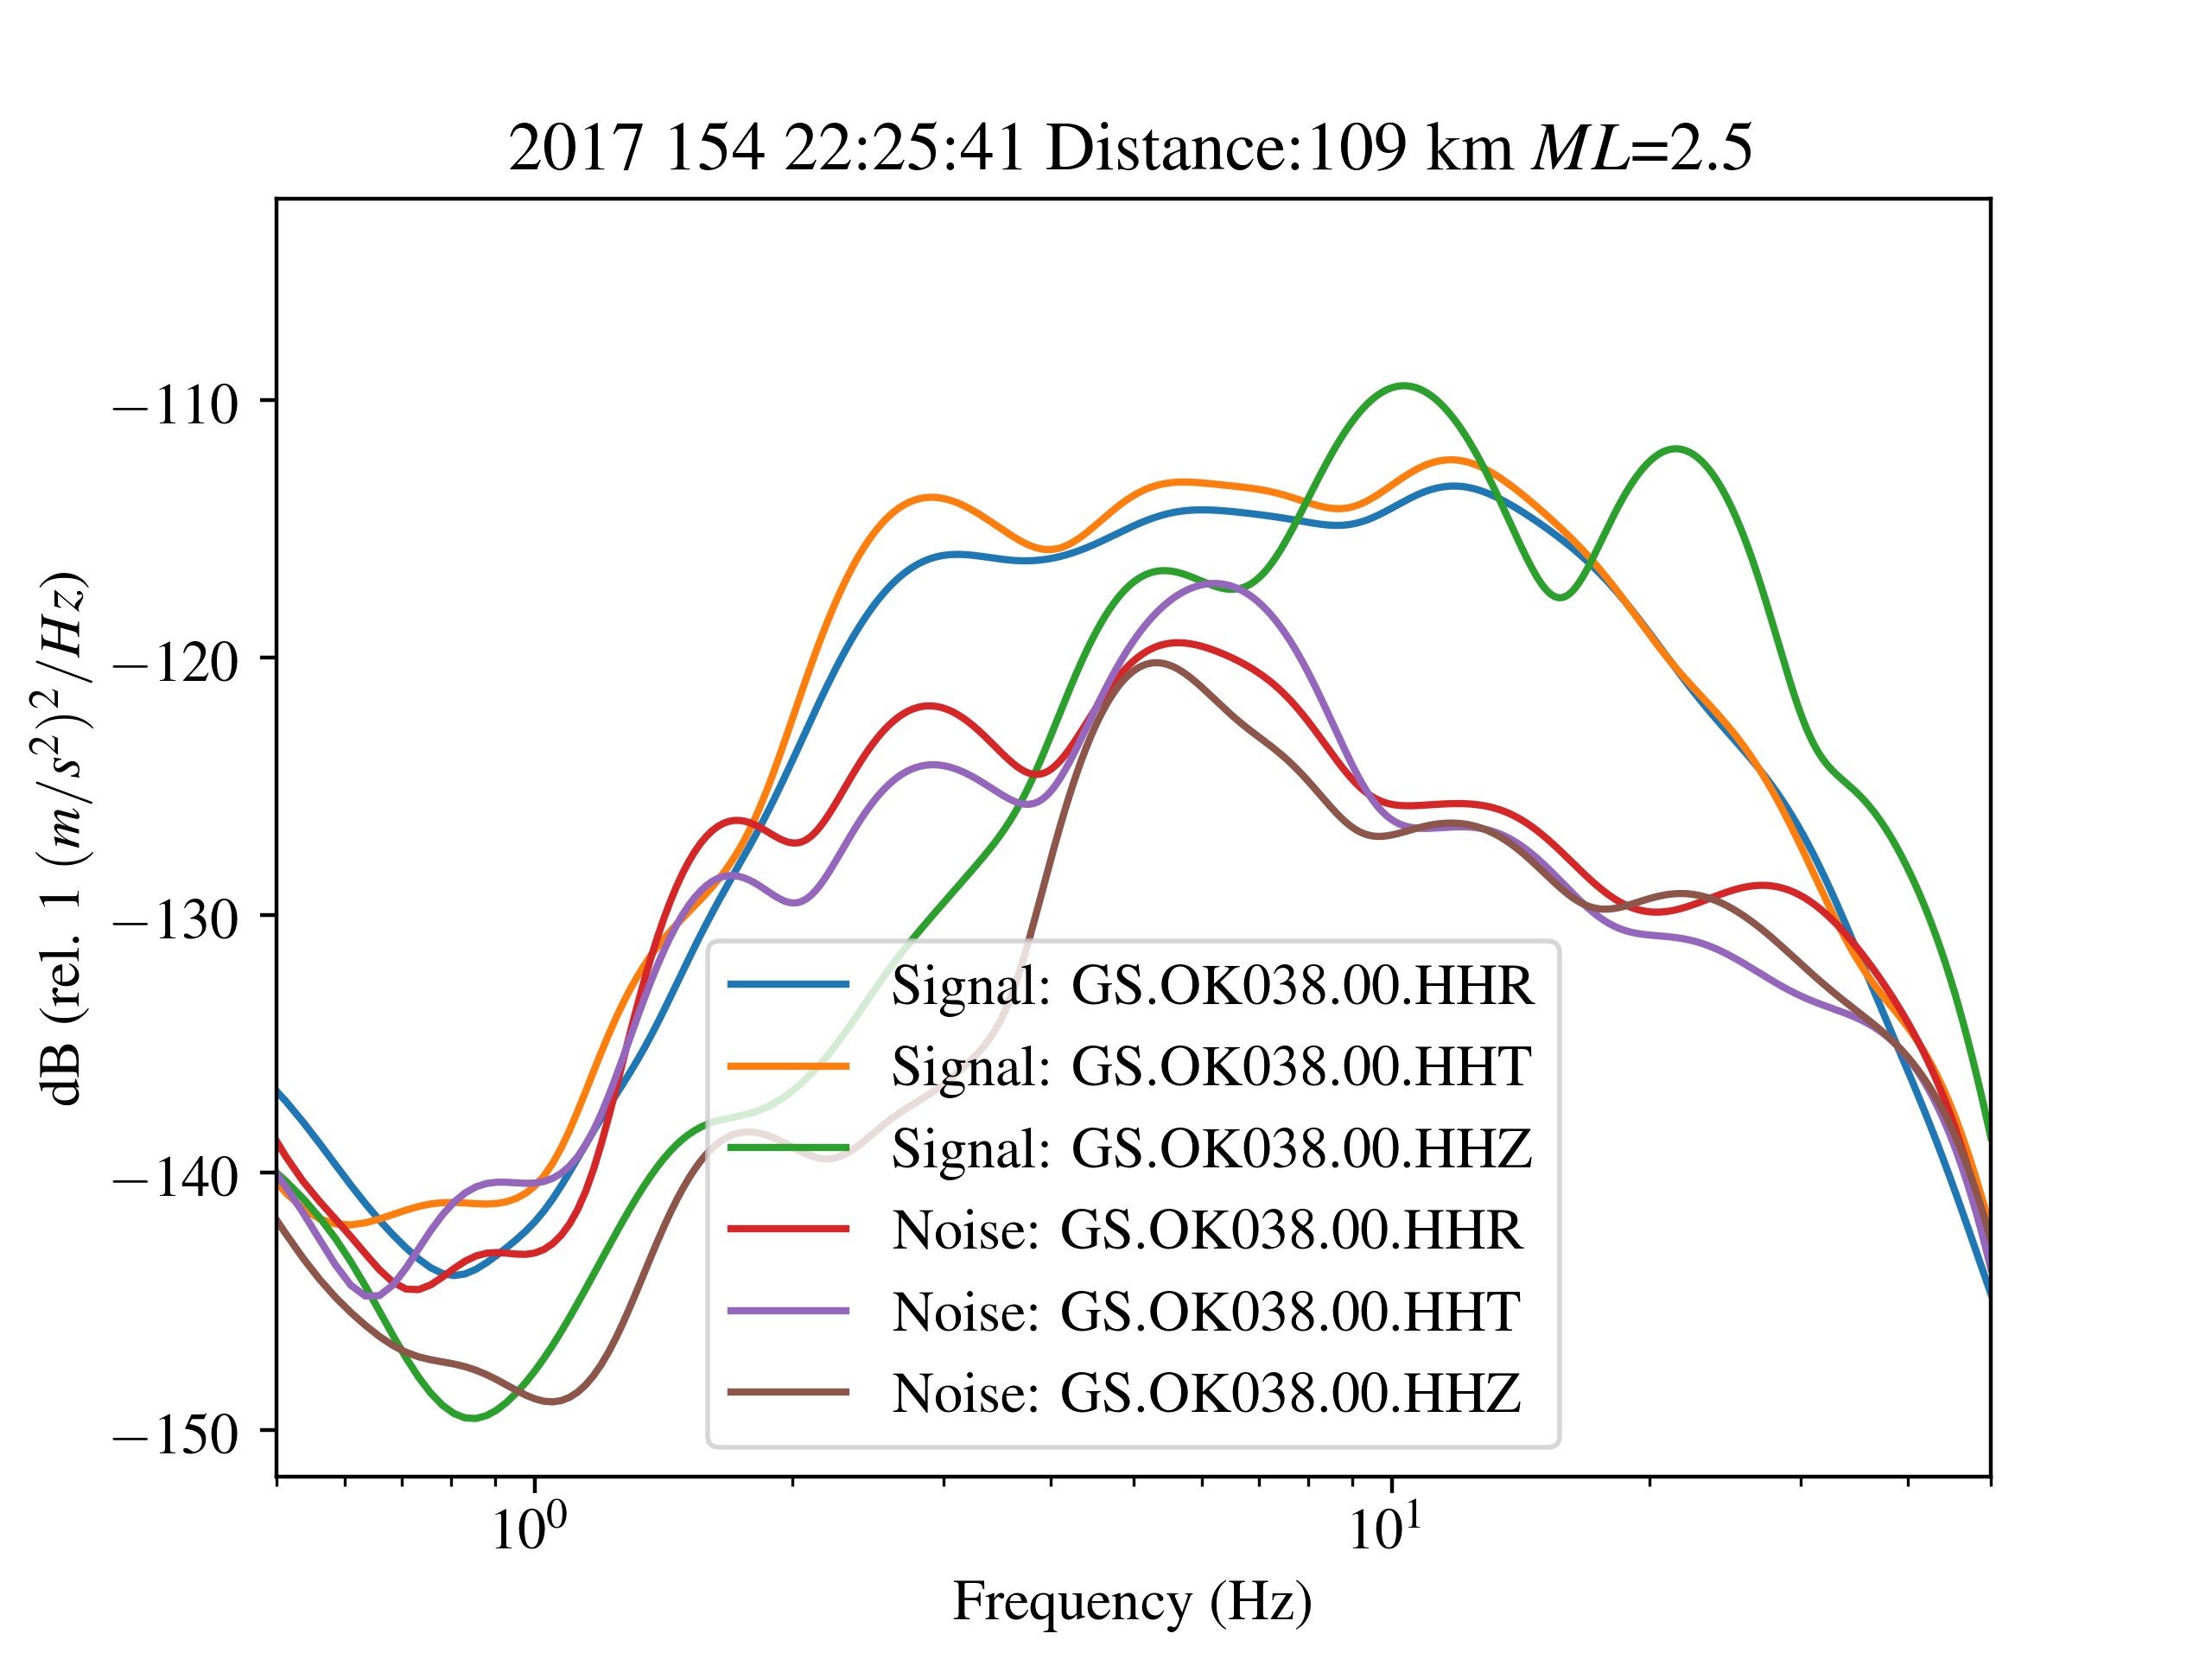 2017 154 22:25:41 Distance:109 km ML=2.5
dB (rel. 1 (m/s²)²/Hz)
−110
−120
−130
−140
−150
Signal: GS.OK038.00.HHR
Signal: GS.OK038.00.HHT
Signal: GS.OK038.00.HHZ
Noise: GS.OK038.00.HHR
Noise: GS.OK038.00.HHT
Noise: GS.OK038.00.HHZ
10⁰ 10¹
Frequency (Hz)